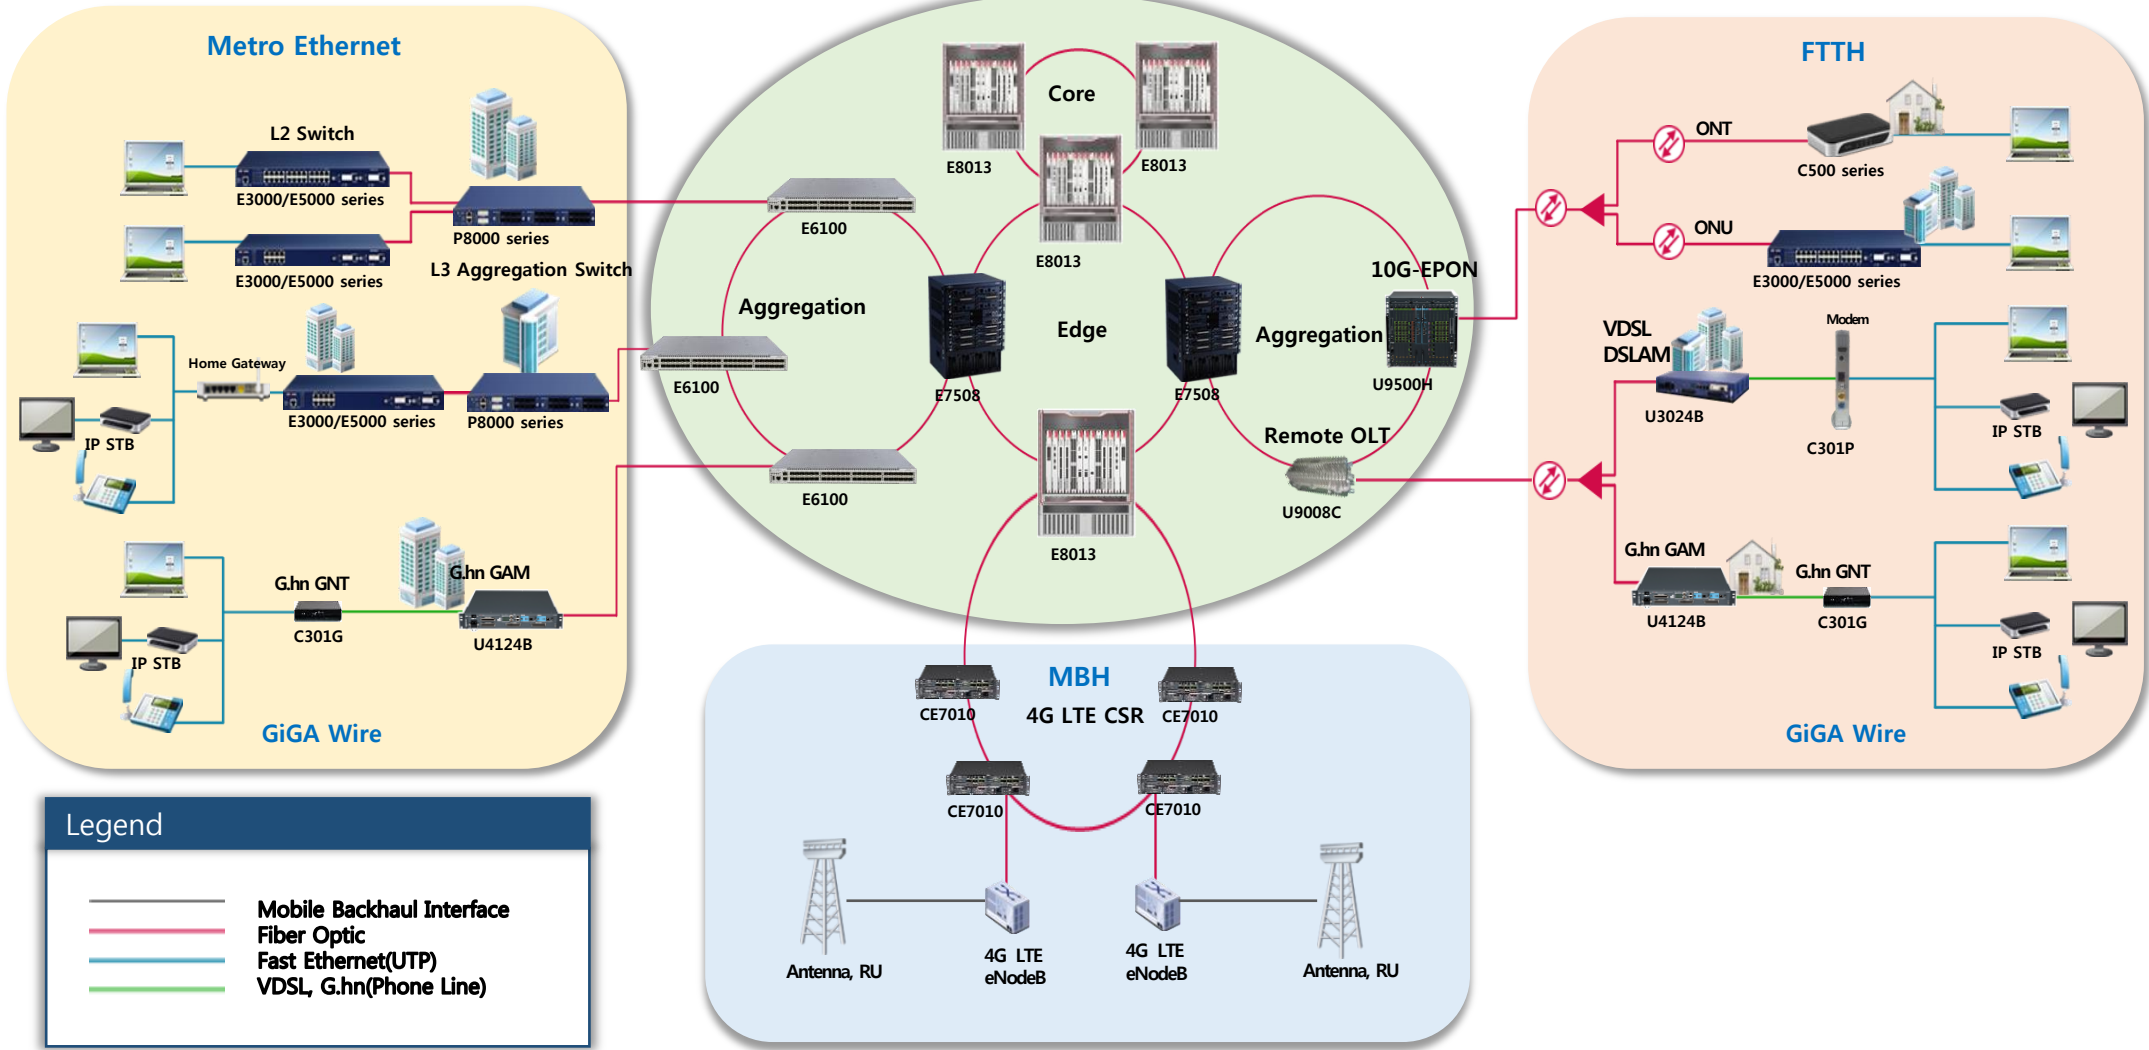 Metro Ethernet
L2 Switch
E3000/E5000 series
P8000 series
E3000/E5000 series
L3 Aggregation Switch
Home Gateway
E3000/E5000 series
P8000 series
IP STB
G.hn GNT
C301G
G.hn GAM
U4124B
IP STB
GiGA Wire
Core
E8013
E8013
E8013
E6100
Aggregation
E6100
E6100
E7508
Edge
E7508
Aggregation
10G-EPON
U9500H
Remote OLT
U9008C
E8013
FTTH
ONT
C500 series
ONU
E3000/E5000 series
VDSL
DSLAM
U3024B
Modem
C301P
IP STB
G.hn GAM
U4124B
G.hn GNT
C301G
IP STB
GiGA Wire
MBH
4G LTE CSR
CE7010
CE7010
CE7010
CE7010
Antenna, RU
4G LTE
eNodeB
4G LTE
eNodeB
Antenna, RU
Legend
Mobile Backhaul Interface
Fiber Optic
Fast Ethernet(UTP)
VDSL, G.hn(Phone Line)